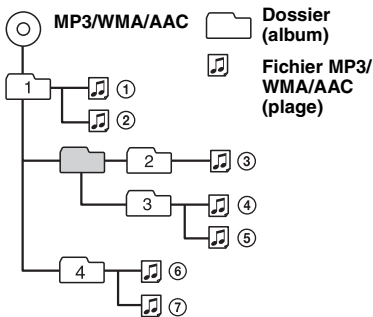 MP3/WMA/AAC
Dossier
(album)
Fichier MP3/
WMA/AAC
(plage)
1
①
②
2
③
3
④
⑤
4
⑥
⑦